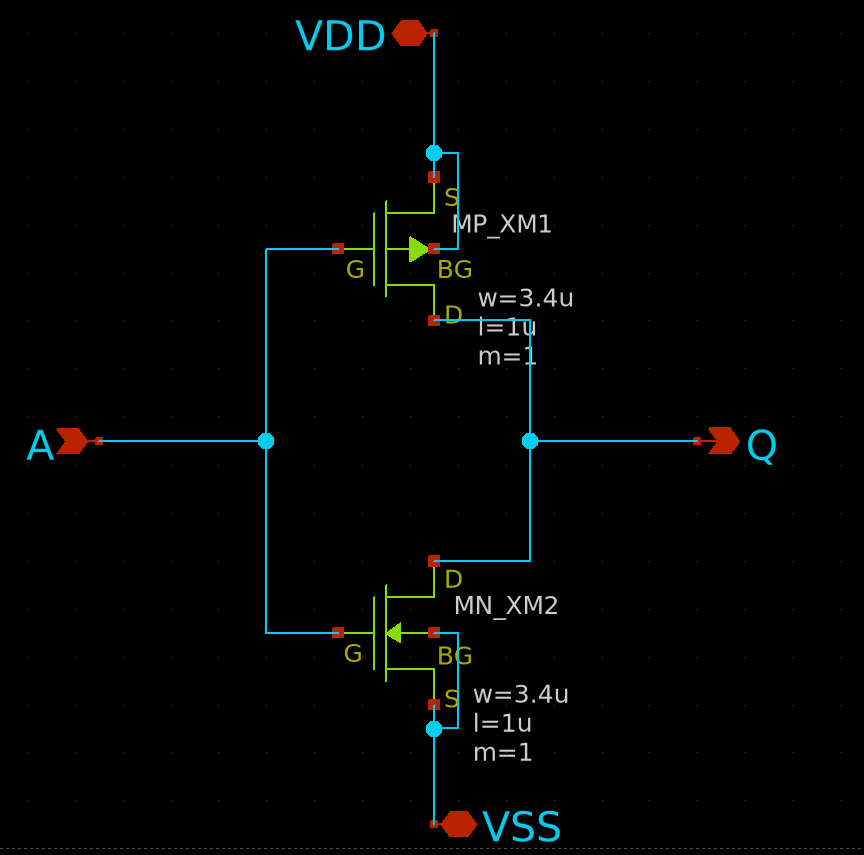 VDD
S
MP_XM1
G
BG
w=3.4u
D
l=1u
m=1
A
Q
D
MN_XM2
G
BG
S
w=3.4u
l=1u
m=1
VSS